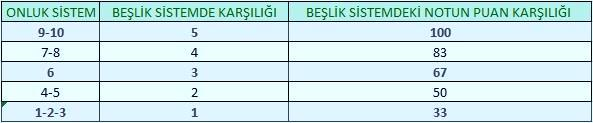 ONLUK SİSTEM BEŞLİK SİSTEMDE KARŞILIĞI BEŞLİK SİSTEMDEKİ NOTUN PUAN KARŞILIĞI
9-10 5 100
7-8 4 83
6 3 67
4-5 2 50
1-2-3 1 33